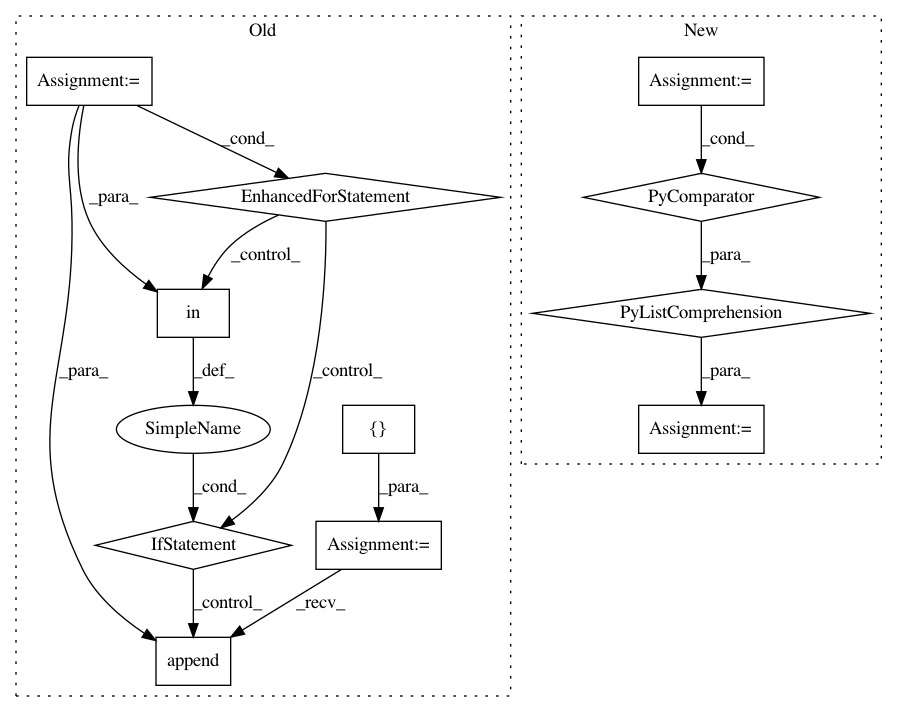 Old
New
Assignment:=
Assignment:=
_cond_
_cond_
_para_
EnhancedForStatement
PyComparator
_control_
_para_
in
PyListComprehension
_para_
_def_
_control_
_para_
SimpleName
{}
Assignment:=
_cond_
_para_
IfStatement
Assignment:=
_control_
_recv_
append